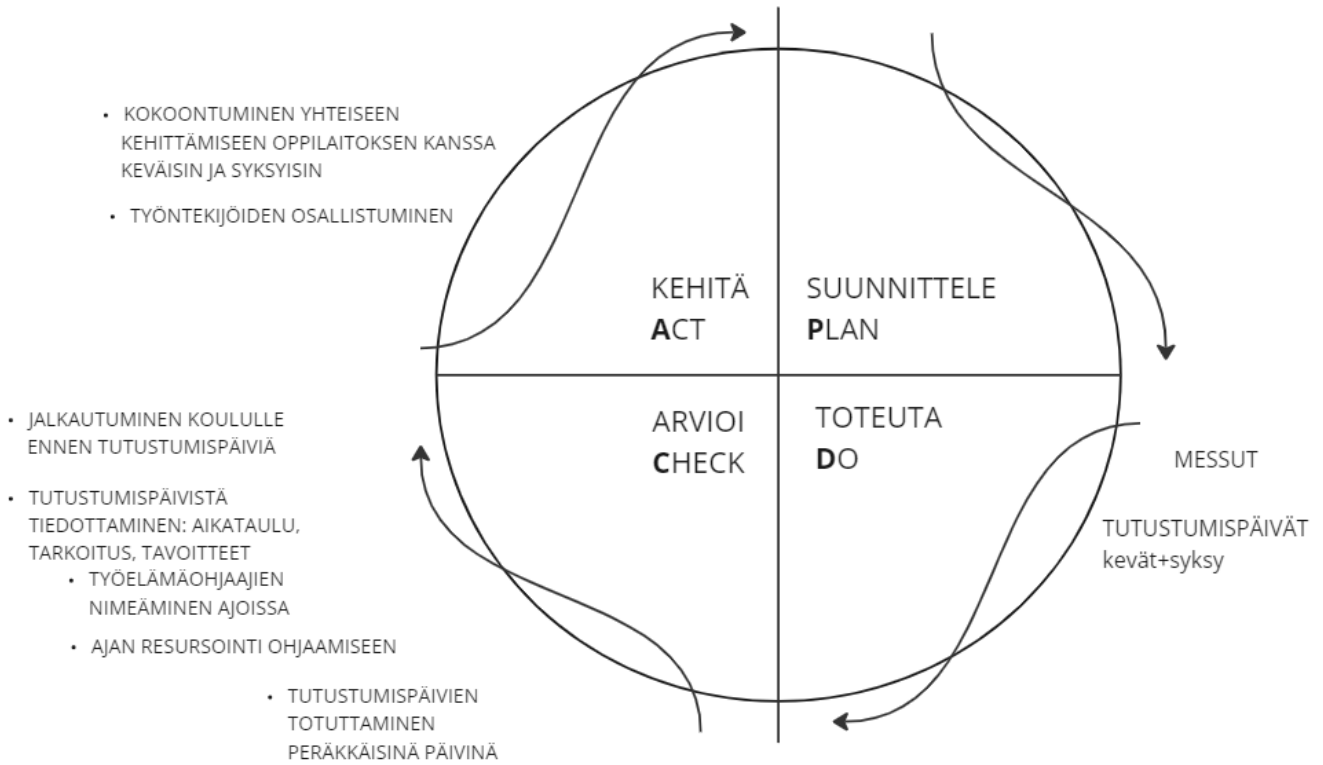 • KOKOONTUMINEN YHTEISEEN
KEHITTÄMISEEN OPPILAITOKSEN KANSSA
KEVÄISIN JA SYKSYISIN
• TYÖNTEKIJÖIDEN OSALLISTUMINEN
KEHITÄ
ACT
SUUNNITTELE
PLAN
ARVIOI
CHECK
TOTEUTA
DO
MESSUT
TUTUSTUMISPÄIVÄT
kevät+syksy
• JALKAUTUMINEN KOULULLE
ENNEN TUTUSTUMISPÄIVIÄ
• TUTUSTUMISPÄIVISTÄ
TIEDOTTAMINEN: AIKATAULU,
TARKOITUS, TAVOITTEET
• TYÖELÄMÄOHJAAJIEN
NIMEÄMINEN AJOISSA
• AJAN RESURSOINTI OHJAAMISEEN
• TUTUSTUMISPÄIVIEN
TOTUTTAMINEN
PERÄKKÄISINÄ PÄIVINÄ